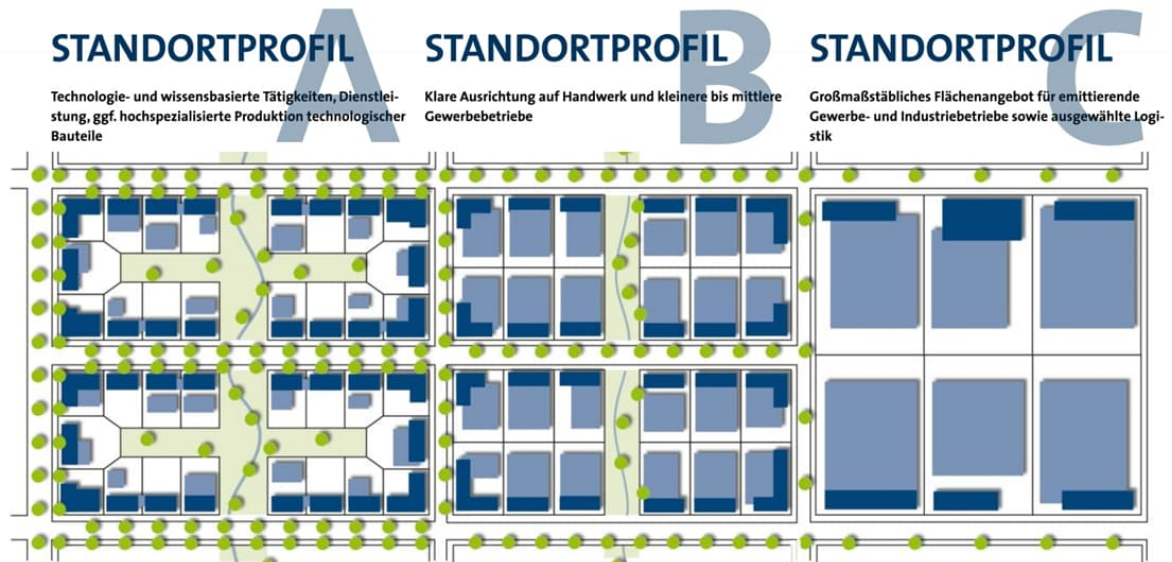 A
STANDORTPROFIL
Technologie- und wissensbasierte Tätigkeiten, Dienstlei-
stung, ggf. hochspezialisierte Produktion technologischer
Bauteile
B
STANDORTPROFIL
Klare Ausrichtung auf Handwerk und kleinere bis mittlere
Gewerbebetriebe
C
STANDORTPROFIL
Großmaßstäbliches Flächenangebot für emittierende
Gewerbe- und Industriebetriebe sowie ausgewählte Logi-
stik